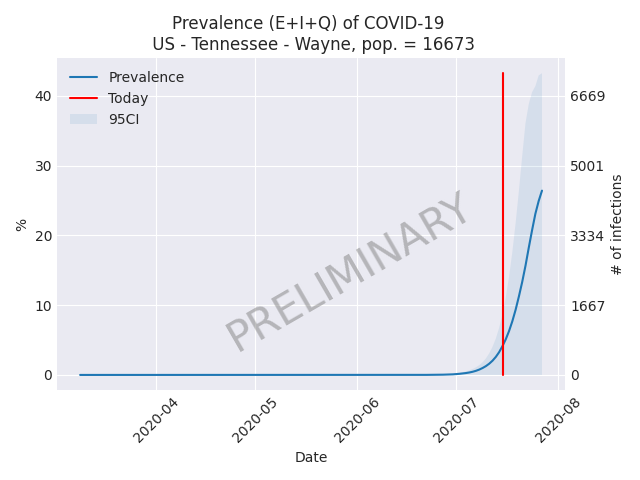 Prevalence (E+I+Q) of COVID-19
US - Tennessee - Wayne, pop. = 16673
Prevalence
Today
95CI
40
30
20
10
0
%
6669
5001
3334
1667
0
# of infections
PRELIMINARY
2020-04
2020-05
2020-06
2020-07
2020-08
Date